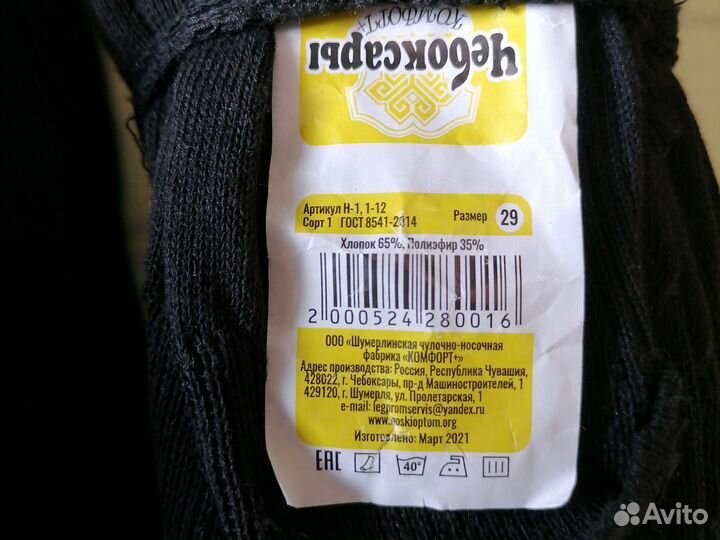 Чебоксары
КОМФОРТ+
Артикул Н-1, 1-12
Сорт 1 ГОСТ 8541-2014
Размер 29
Хлопок 65%, Полиэфир 35%
2 000524 280016
ООО «Шумерлинская чулочно-носочная
фабрика «КОМФОРТ+»
Адрес производства: Россия, Республика Чувашия,
428022, г. Чебоксары, пр-д Машиностроителей, 1
429120, г. Шумерля, ул. Пролетарская, 1
e-mail: legpromservis@yandex.ru
www.noskioptom.org
Изготовлено: Март 2021
EAC 40°
Avito